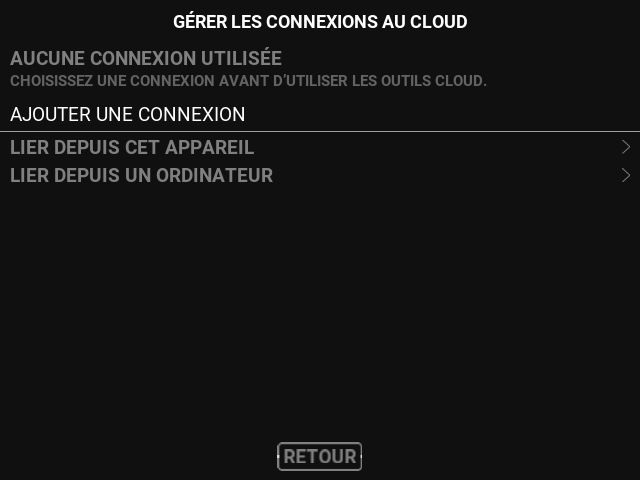 GÉRER LES CONNEXIONS AU CLOUD
AUCUNE CONNEXION UTILISÉE
CHOISISSEZ UNE CONNEXION AVANT D’UTILISER LES OUTILS CLOUD.
AJOUTER UNE CONNEXION
LIER DEPUIS CET APPAREIL
LIER DEPUIS UN ORDINATEUR
RETOUR